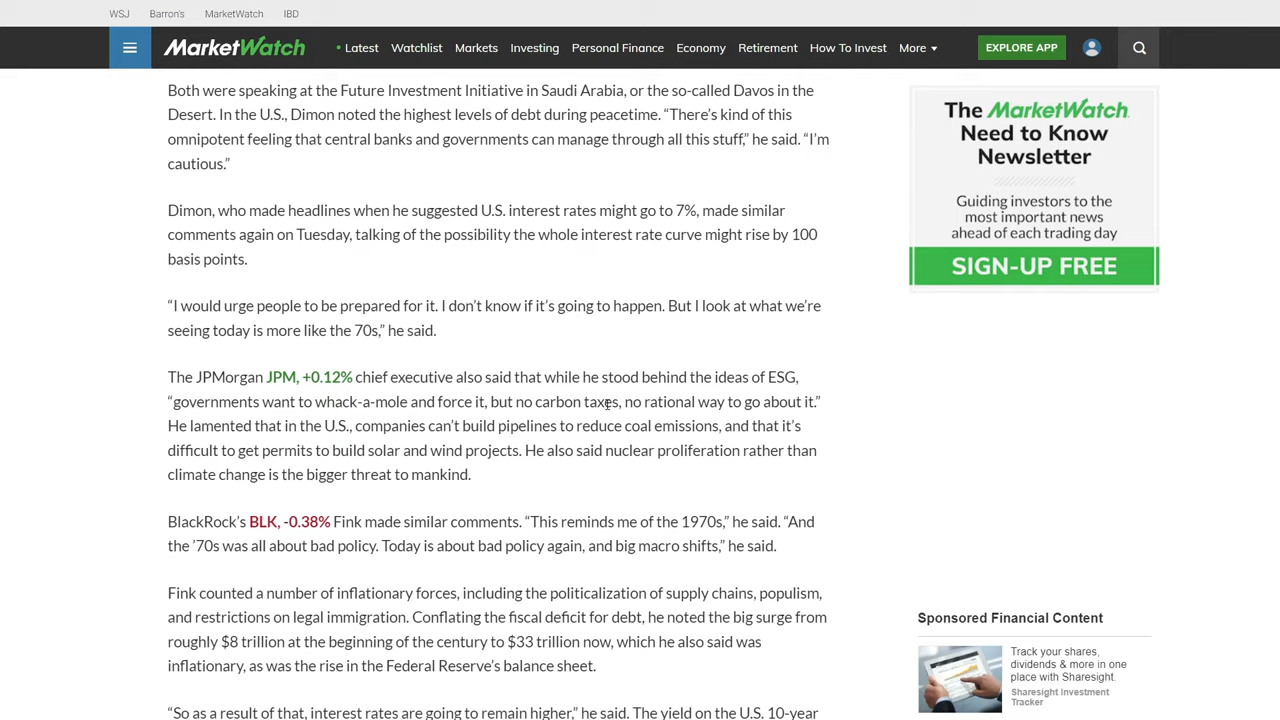 WSJ Barron's MarketWatch IBD
MarketWatch • Latest Watchlist Markets Investing Personal Finance Economy Retirement How To Invest More EXPLORE APP
Both were speaking at the Future Investment Initiative in Saudi Arabia, or the so-called Davos in the
Desert. In the U.S., Dimon noted the highest levels of debt during peacetime. “There’s kind of this
omnipotent feeling that central banks and governments can manage through all this stuff,” he said. “I’m
cautious.”
Dimon, who made headlines when he suggested U.S. interest rates might go to 7%, made similar
comments again on Tuesday, talking of the possibility the whole interest rate curve might rise by 100
basis points.
“I would urge people to be prepared for it. I don’t know if it’s going to happen. But I look at what we’re
seeing today is more like the 70s,” he said.
The JPMorgan JPM, +0.12% chief executive also said that while he stood behind the ideas of ESG,
“governments want to whack-a-mole and force it, but no carbon taxes, no rational way to go about it.”
He lamented that in the U.S., companies can’t build pipelines to reduce coal emissions, and that it’s
difficult to get permits to build solar and wind projects. He also said nuclear proliferation rather than
climate change is the bigger threat to mankind.
BlackRock’s BLK, -0.38% Fink made similar comments. “This reminds me of the 1970s,” he said. “And
the ’70s was all about bad policy. Today is about bad policy again, and big macro shifts,” he said.
Fink counted a number of inflationary forces, including the politicalization of supply chains, populism,
and restrictions on legal immigration. Conflating the fiscal deficit for debt, he noted the big surge from
roughly $8 trillion at the beginning of the century to $33 trillion now, which he also said was
inflationary, as was the rise in the Federal Reserve’s balance sheet.
“So as a result of that, interest rates are going to remain higher,” he said. The yield on the U.S. 10-year
The MarketWatch
Need to Know
Newsletter
Guiding investors to the
most important news
ahead of each trading day
SIGN-UP FREE
Sponsored Financial Content
Track your shares,
dividends & more in one
place with Sharesight.
Sharesight Investment
Tracker